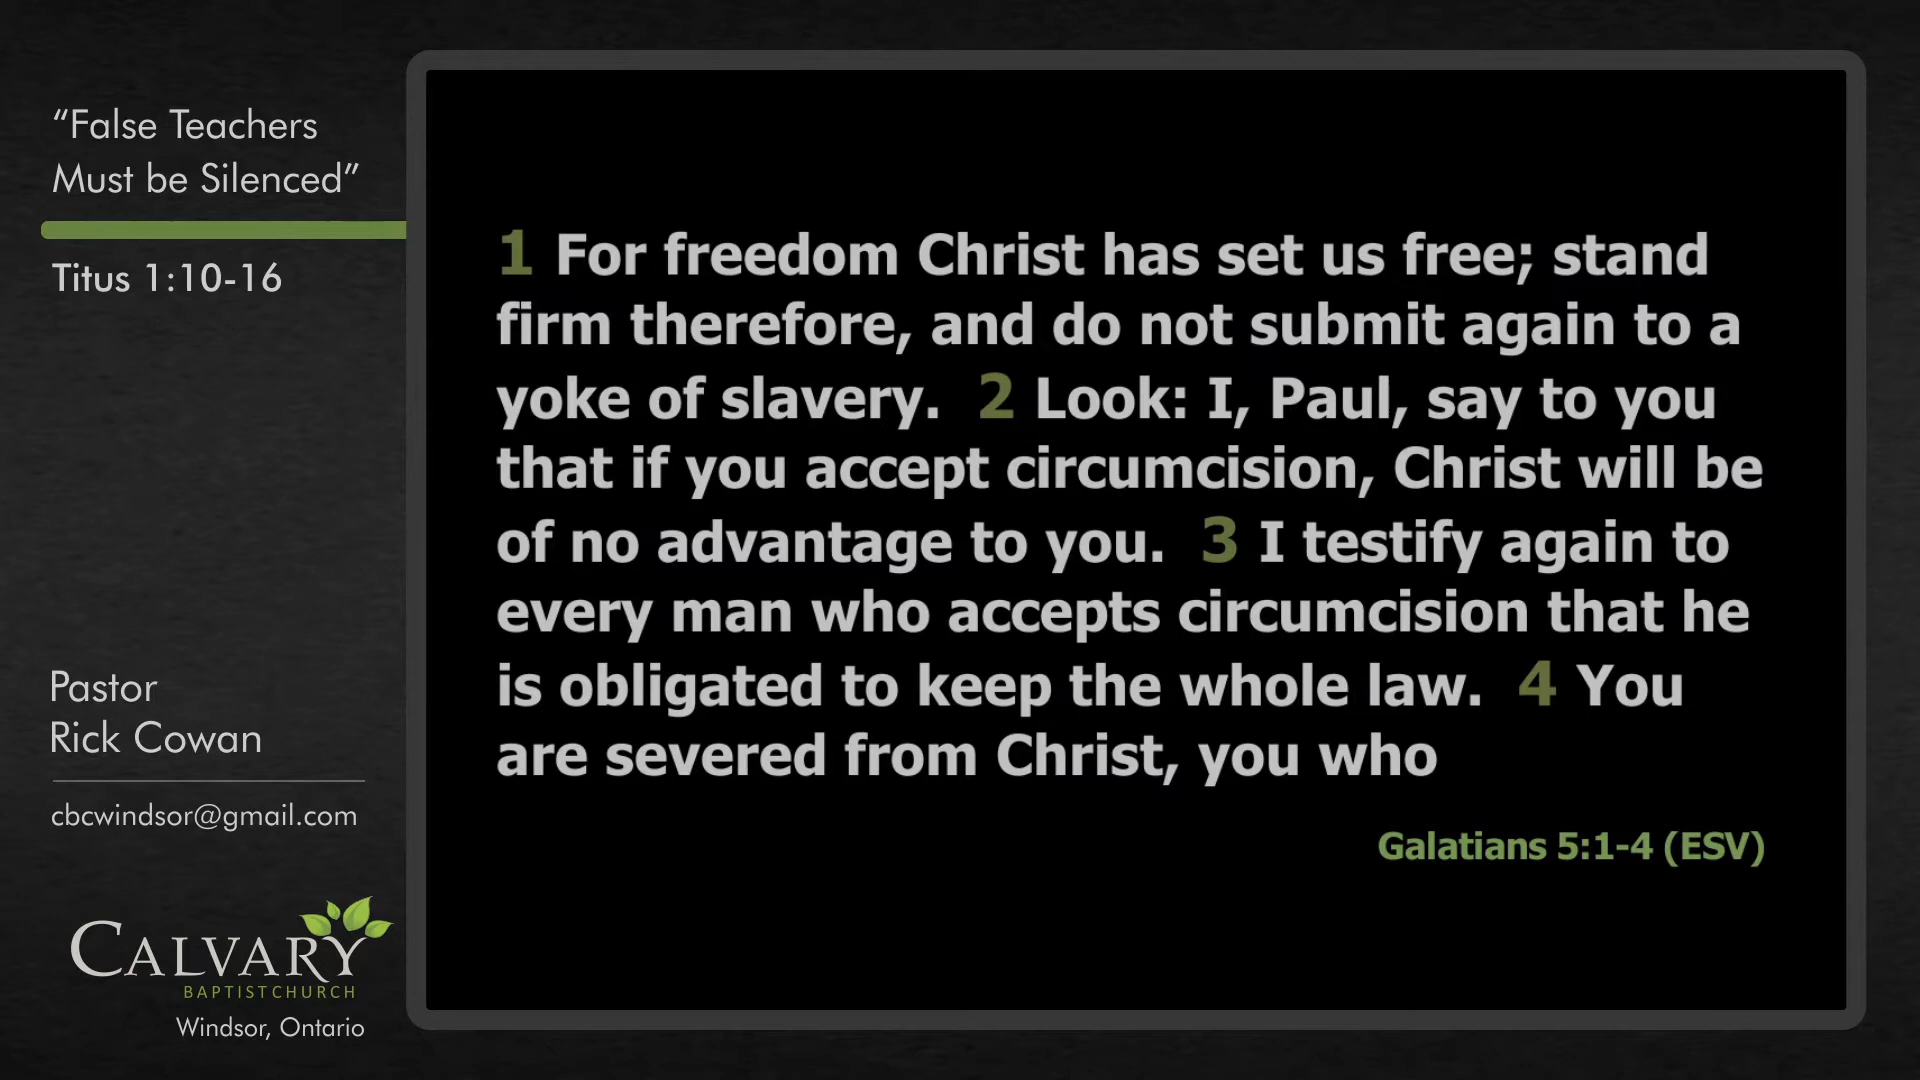 “False Teachers
Must be Silenced”
Titus 1:10-16
1 For freedom Christ has set us free; stand
firm therefore, and do not submit again to a
yoke of slavery.  2 Look: I, Paul, say to you
that if you accept circumcision, Christ will be
of no advantage to you.  3 I testify again to
every man who accepts circumcision that he
is obligated to keep the whole law.  4 You
are severed from Christ, you who
Galatians 5:1-4 (ESV)
Pastor
Rick Cowan
cbcwindsor@gmail.com
CALVARY
BAPTISTCHURCH
Windsor, Ontario